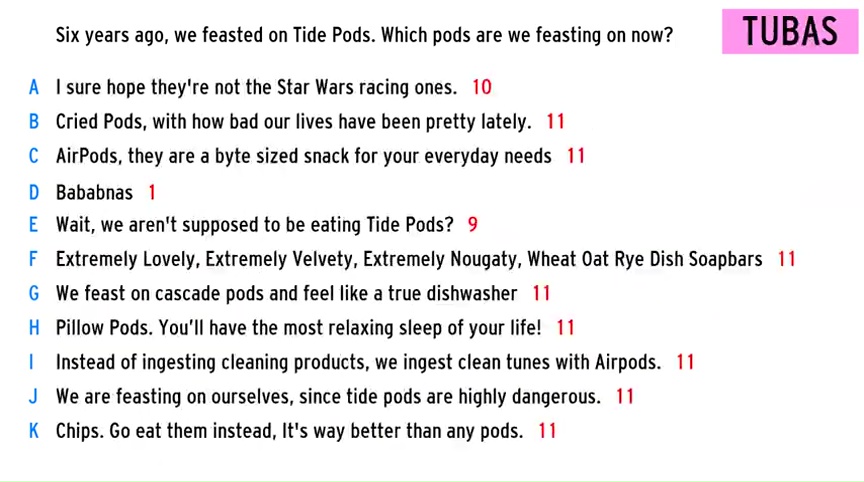 Six years ago, we feasted on Tide Pods. Which pods are we feasting on now?
TUBAS
A I sure hope they're not the Star Wars racing ones. 10
B Cried Pods, with how bad our lives have been pretty lately. 11
C AirPods, they are a byte sized snack for your everyday needs 11
D Bababnas 1
E Wait, we aren't supposed to be eating Tide Pods? 9
F Extremely Lovely, Extremely Velvety, Extremely Nougaty, Wheat Oat Rye Dish Soapbars 11
G We feast on cascade pods and feel like a true dishwasher 11
H Pillow Pods. You’ll have the most relaxing sleep of your life! 11
I Instead of ingesting cleaning products, we ingest clean tunes with Airpods. 11
J We are feasting on ourselves, since tide pods are highly dangerous. 11
K Chips. Go eat them instead, It's way better than any pods. 11